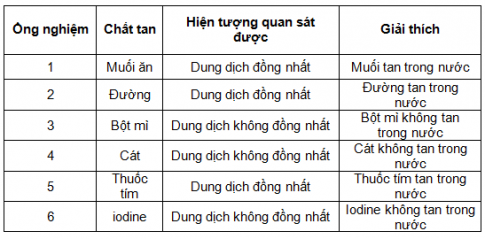 Ống nghiệm Chất tan Hiện tượng quan sát được Giải thích
1 Muối ăn Dung dịch đồng nhất Muối tan trong nước
2 Đường Dung dịch đồng nhất Đường tan trong nước
3 Bột mì Dung dịch không đồng nhất Bột mì không tan trong nước
4 Cát Dung dịch không đồng nhất Cát không tan trong nước
5 Thuốc tím Dung dịch đồng nhất Thuốc tím tan trong nước
6 iodine Dung dịch không đồng nhất Iodine không tan trong nước